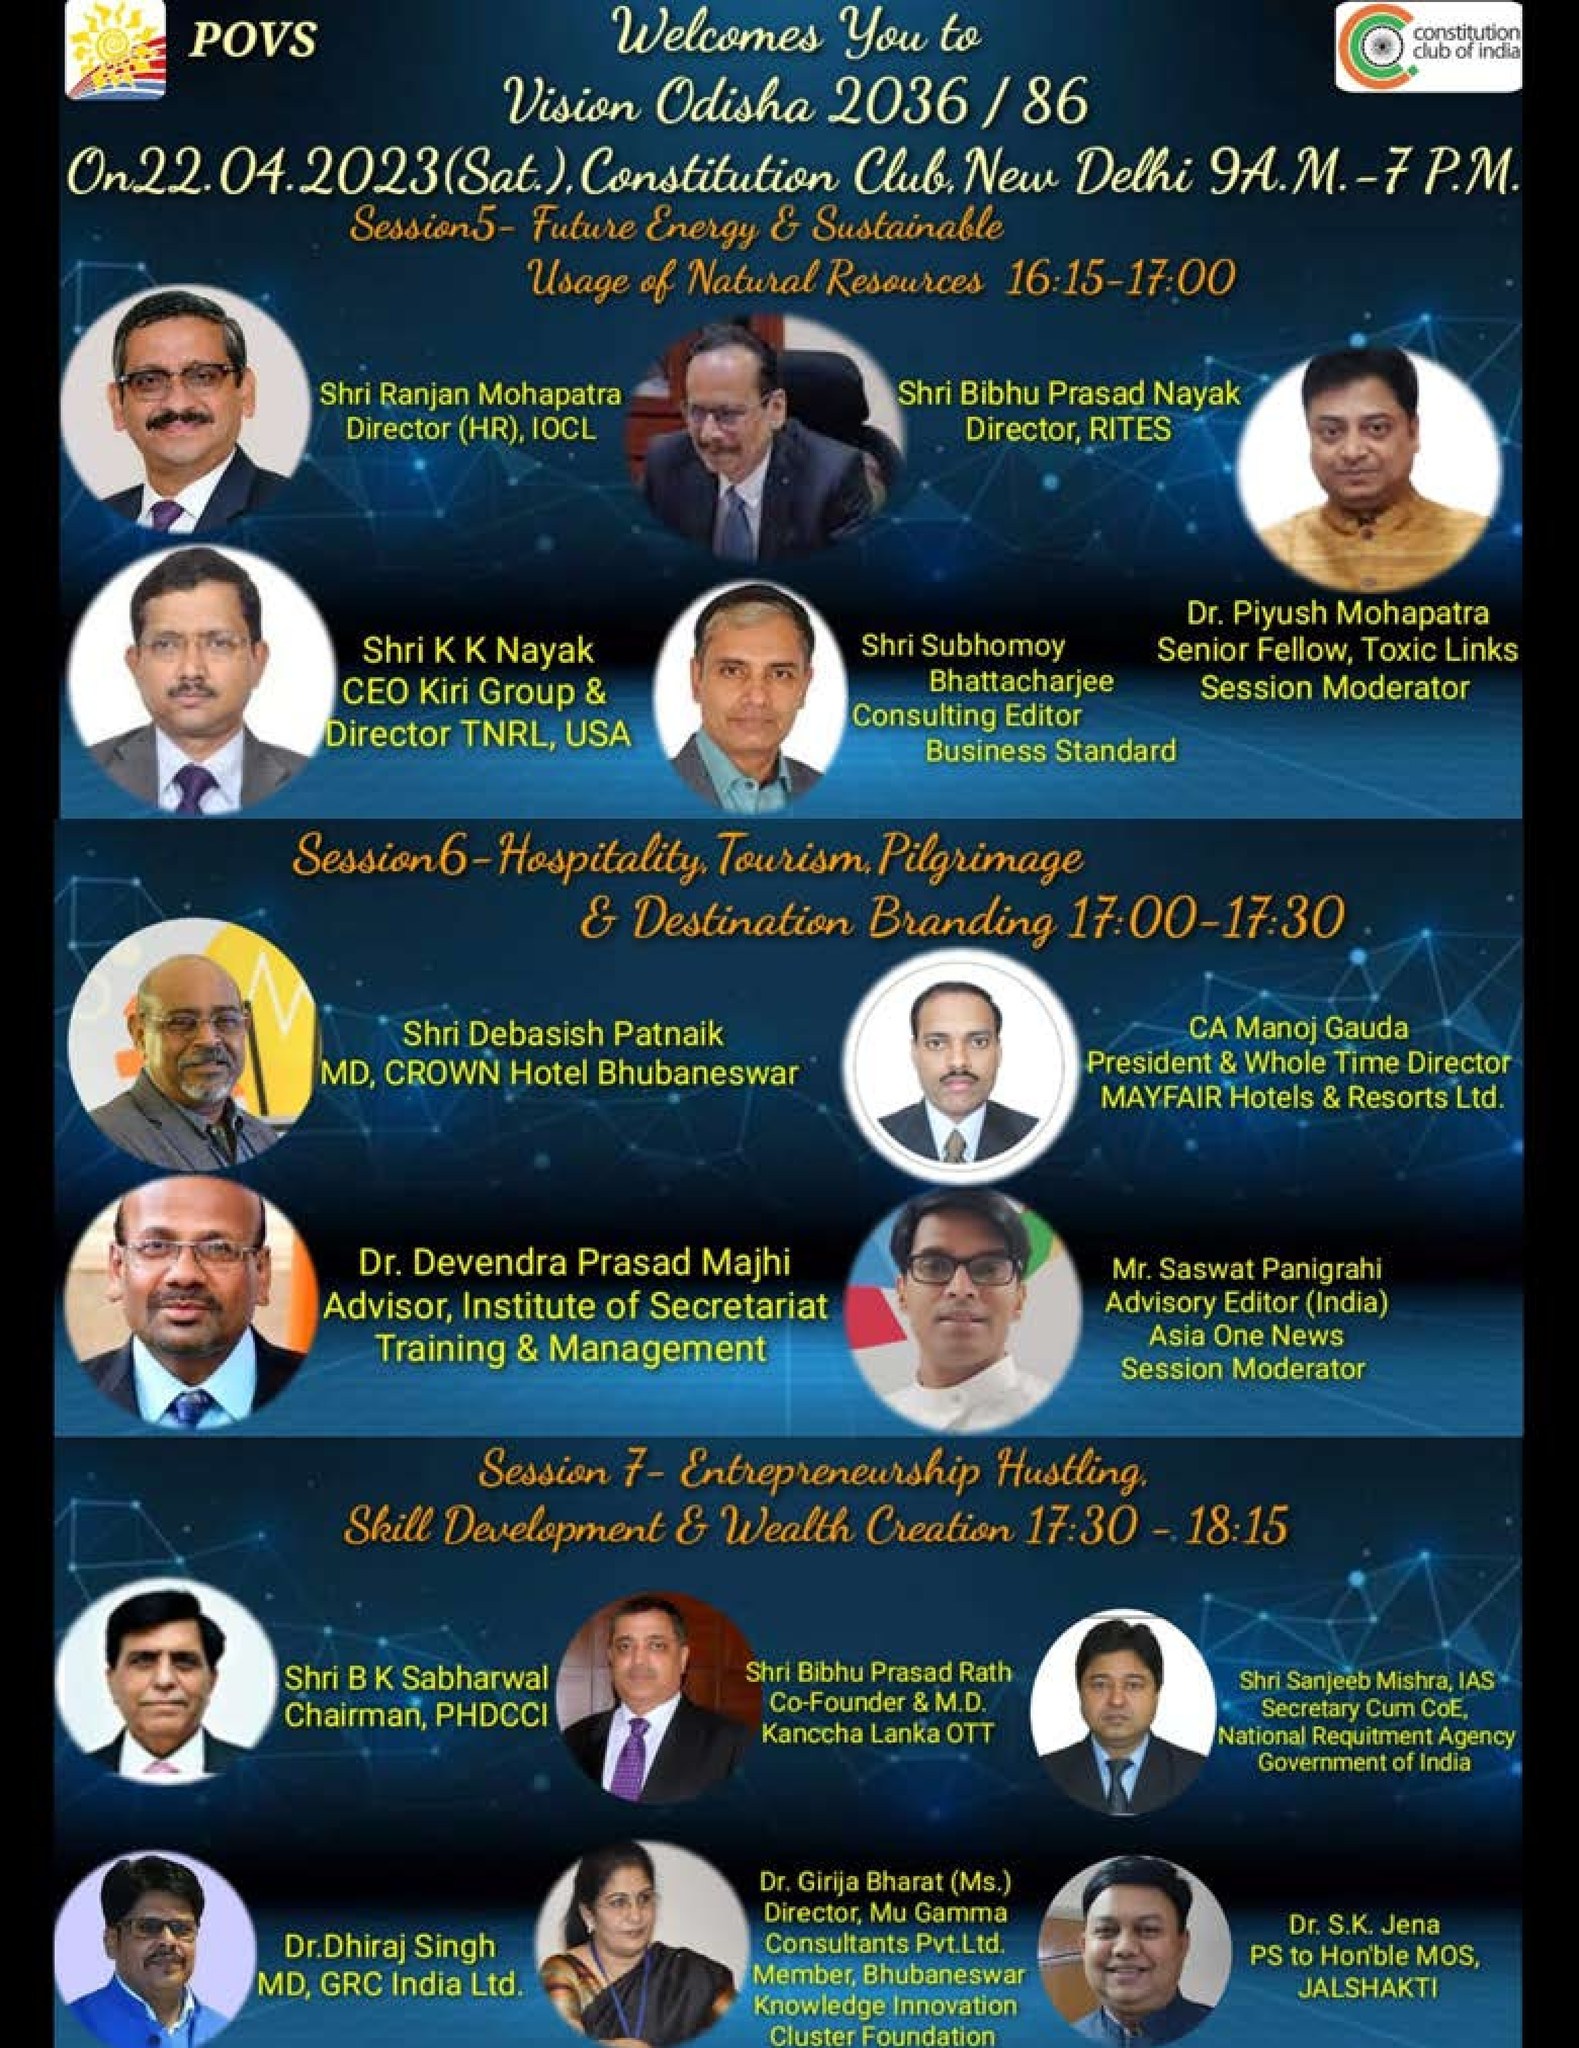 POVS
Welcomes You to
constitution
club of india
Vision Odisha 2036 / 86
On22.04.2023(Sat.),Constitution Club,New Delhi 9A.M.-7 P.M.
Session5- Future Energy & Sustainable
Usage of Natural Resources 16:15-17:00
Shri Ranjan Mohapatra
Director (HR), IOCL
Shri Bibhu Prasad Nayak
Director, RITES
Dr. Piyush Mohapatra
Senior Fellow, Toxic Links
Session Moderator
Shri K K Nayak
CEO Kiri Group &
Director TNRL, USA
Shri Subhomoy
Bhattacharjee
Consulting Editor
Business Standard
Session6-Hospitality,Tourism,Pilgrimage
& Destination Branding 17:00-17:30
Shri Debasish Patnaik
MD, CROWN Hotel Bhubaneswar
CA Manoj Gauda
President & Whole Time Director
MAYFAIR Hotels & Resorts Ltd.
Dr. Devendra Prasad Majhi
Advisor, Institute of Secretariat
Training & Management
Mr. Saswat Panigrahi
Advisory Editor (India)
Asia One News
Session Moderator
Session 7- Entrepreneurship Hustling,
Skill Development & Wealth Creation 17:30 - 18:15
Shri B K Sabharwal
Chairman, PHDCCI
Shri Bibhu Prasad Rath
Co-Founder & M.D.
Kanccha Lanka OTT
Shri Sanjeeb Mishra, IAS
Secretary Cum CoE,
National Requitment Agency
Government of India
Dr.Dhiraj Singh
MD, GRC India Ltd.
Dr. Girija Bharat (Ms.)
Director, Mu Gamma
Consultants Pvt.Ltd.
Member, Bhubaneswar
Knowledge Innovation
Cluster Foundation
Dr. S.K. Jena
PS to Hon'ble MOS,
JALSHAKTI